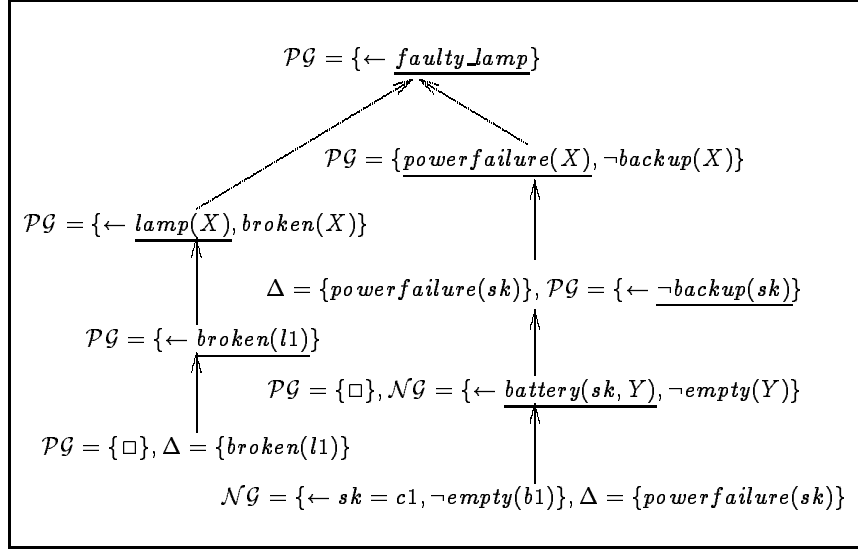 𝒫𝒢 = {← faulty_lamp}
𝒫𝒢 = {powerfailure(X), ¬backup(X)}
𝒫𝒢 = {← lamp(X), broken(X)}
Δ = {powerfailure(sk)}, 𝒫𝒢 = {← ¬backup(sk)}
𝒫𝒢 = {← broken(l1)}
𝒫𝒢 = {□}, 𝒩𝒢 = {← battery(sk, Y), ¬empty(Y)}
𝒫𝒢 = {□}, Δ = {broken(l1)}
𝒩𝒢 = {← sk = c1, ¬empty(b1)}, Δ = {powerfailure(sk)}